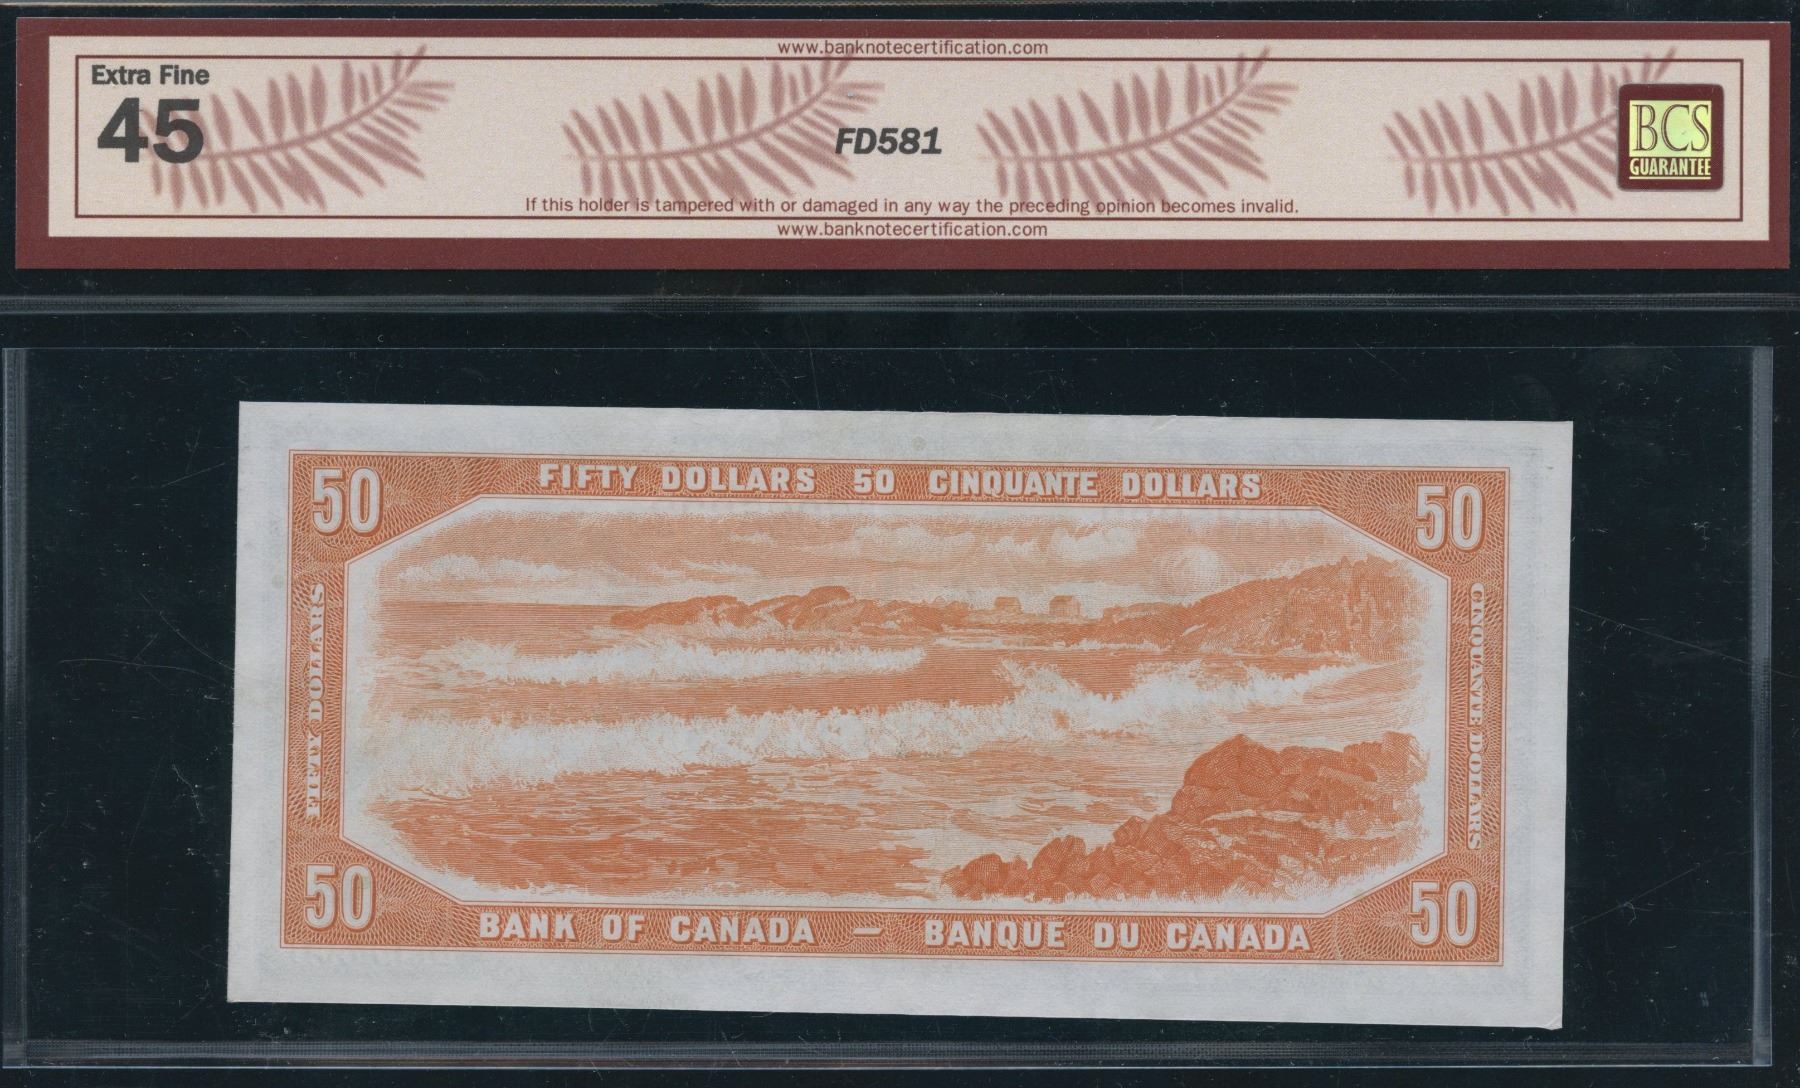 www.banknotecertification.com
Extra Fine
45
FD581
BCS
GUARANTEE
If this holder is tampered with or damaged in any way the preceding opinion becomes invalid.
www.banknotecertification.com
50
FIFTY DOLLARS 50 CINQUANTE DOLLARS
50
FIFTY DOLLARS
CINQUANTE DOLLARS
50
BANK OF CANADA — BANQUE DU CANADA
50